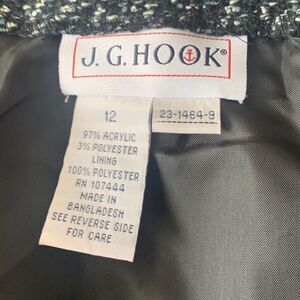 J.G. HOOK®
12
97% ACRYLIC
3% POLYESTER
LINING
100% POLYESTER
RN 107444
MADE IN
BANGLADESH
SEE REVERSE SIDE
FOR CARE
23-1464-9